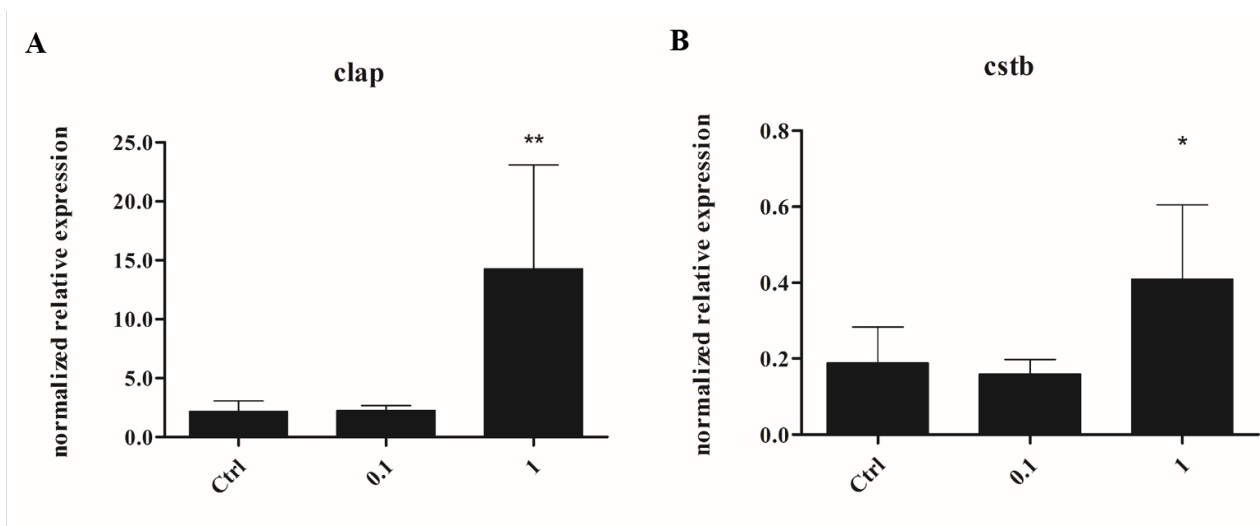 A
clap
normalized relative expression
25.0
20.0
15.0
10.0
5.0
0.0
**
Ctrl
0.1
1
B
cstb
normalized relative expression
0.8
0.6
0.4
0.2
0.0
*
Ctrl
0.1
1